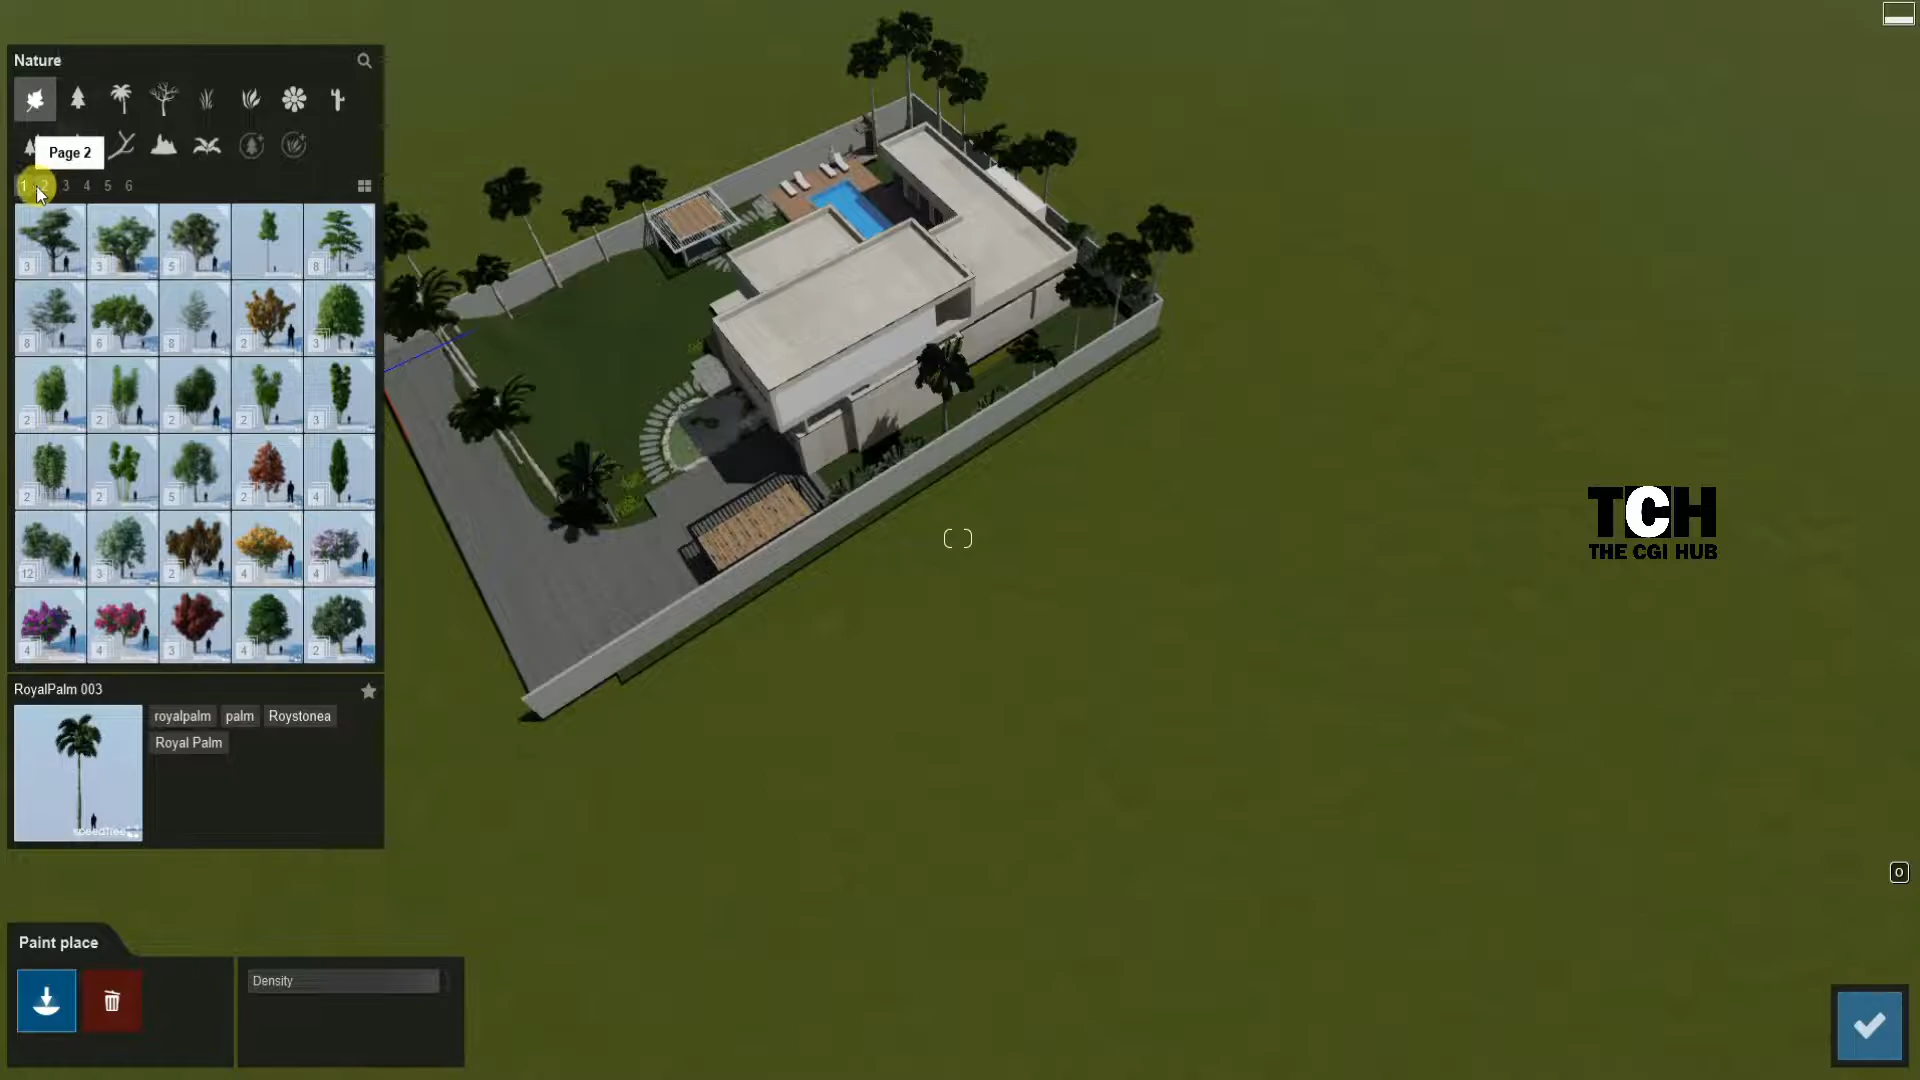 Nature
Page 2
1 2 3 4 5 6
3 3 5 8
8 6 8 2 3
2 2 2 2 3
2 2 5 2 4
12 3 2 4 4
4 4 3 4 2
RoyalPalm 003
royalpalm palm Roystonea
Royal Palm
speedtree
Paint place
Density
TCH
THE CGI HUB
O